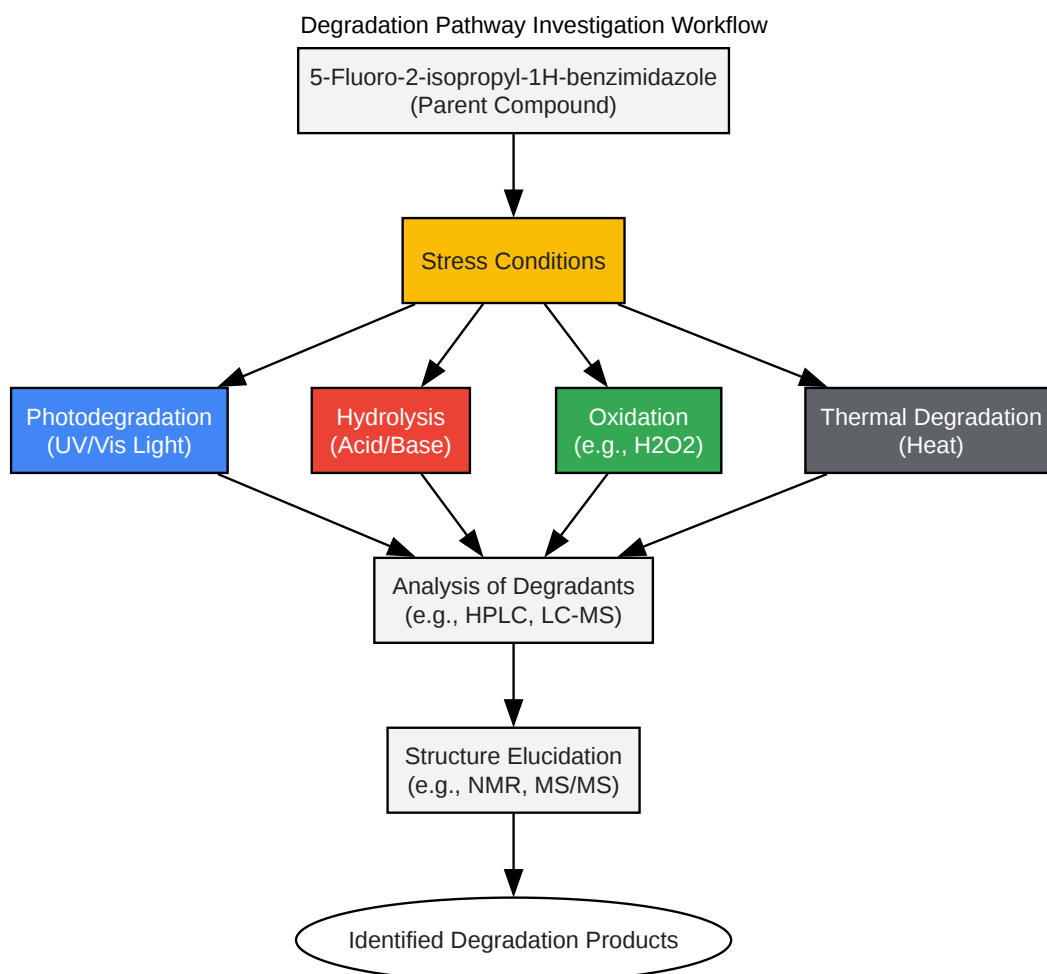 Degradation Pathway Investigation Workflow
5-Fluoro-2-isopropyl-1H-benzimidazole
(Parent Compound)
Stress Conditions
Photodegradation
(UV/Vis Light)
Hydrolysis
(Acid/Base)
Oxidation
(e.g., H2O2)
Thermal Degradation
(Heat)
Analysis of Degradants
(e.g., HPLC, LC-MS)
Structure Elucidation
(e.g., NMR, MS/MS)
Identified Degradation Products